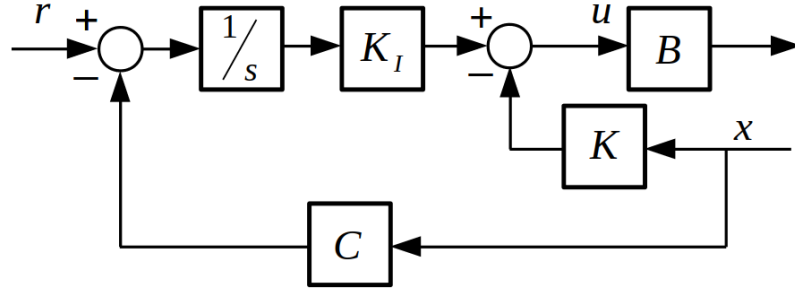 r + − 1/s K_I + − u B
K x
C